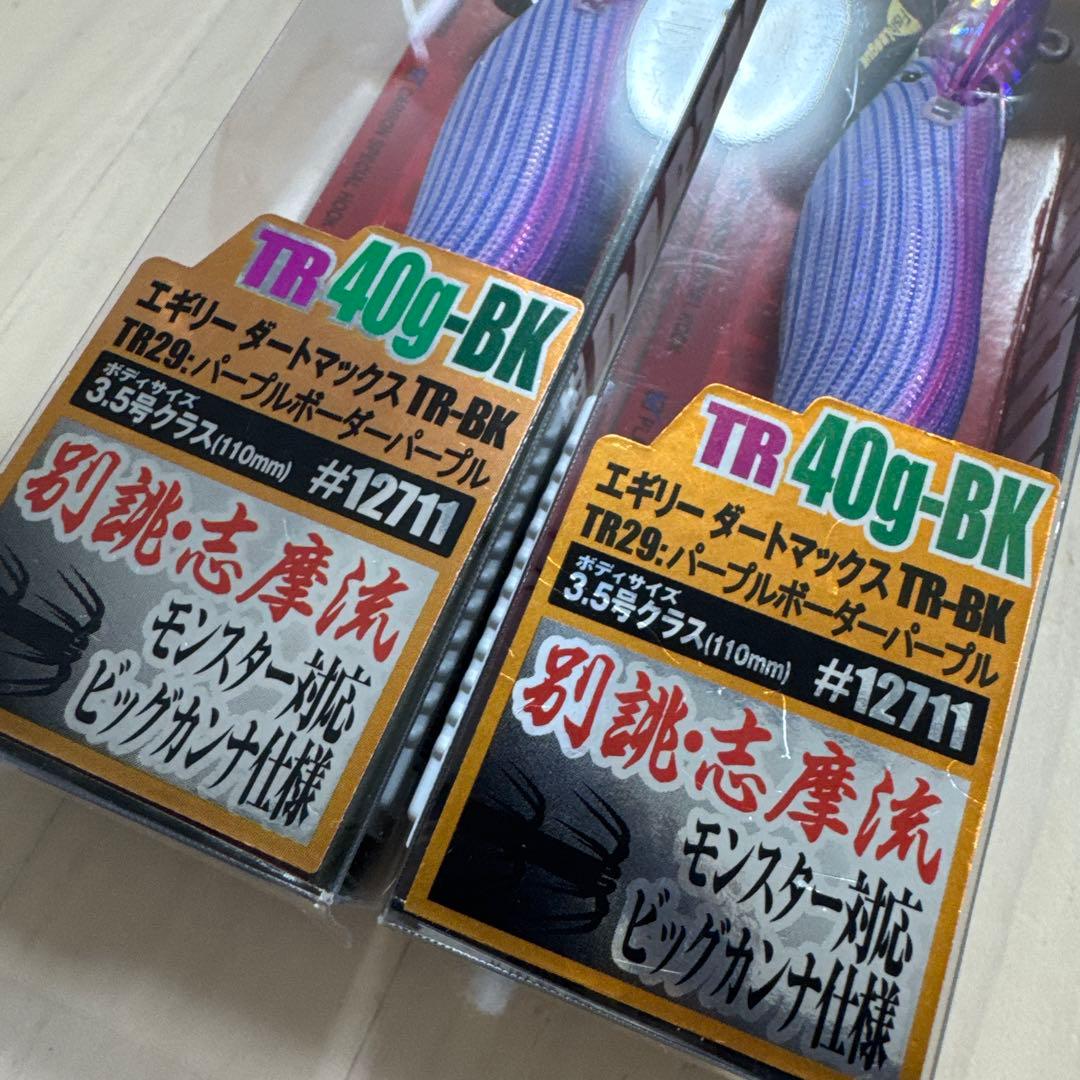 CARBON SPECIAL HOOK
TR 40g-BK
エギリー ダートマックス TR-BK
TR29:パープルボーダーパープル
ボディサイズ
3.5号クラス(110mm) #12711
別誂・志摩流
モンスター対応
ビッグカンナ仕様
TR 40g-BK
エギリー ダートマックス TR-BK
TR29:パープルボーダーパープル
ボディサイズ
3.5号クラス(110mm) #12711
別誂・志摩流
モンスター対応
ビッグカンナ仕様